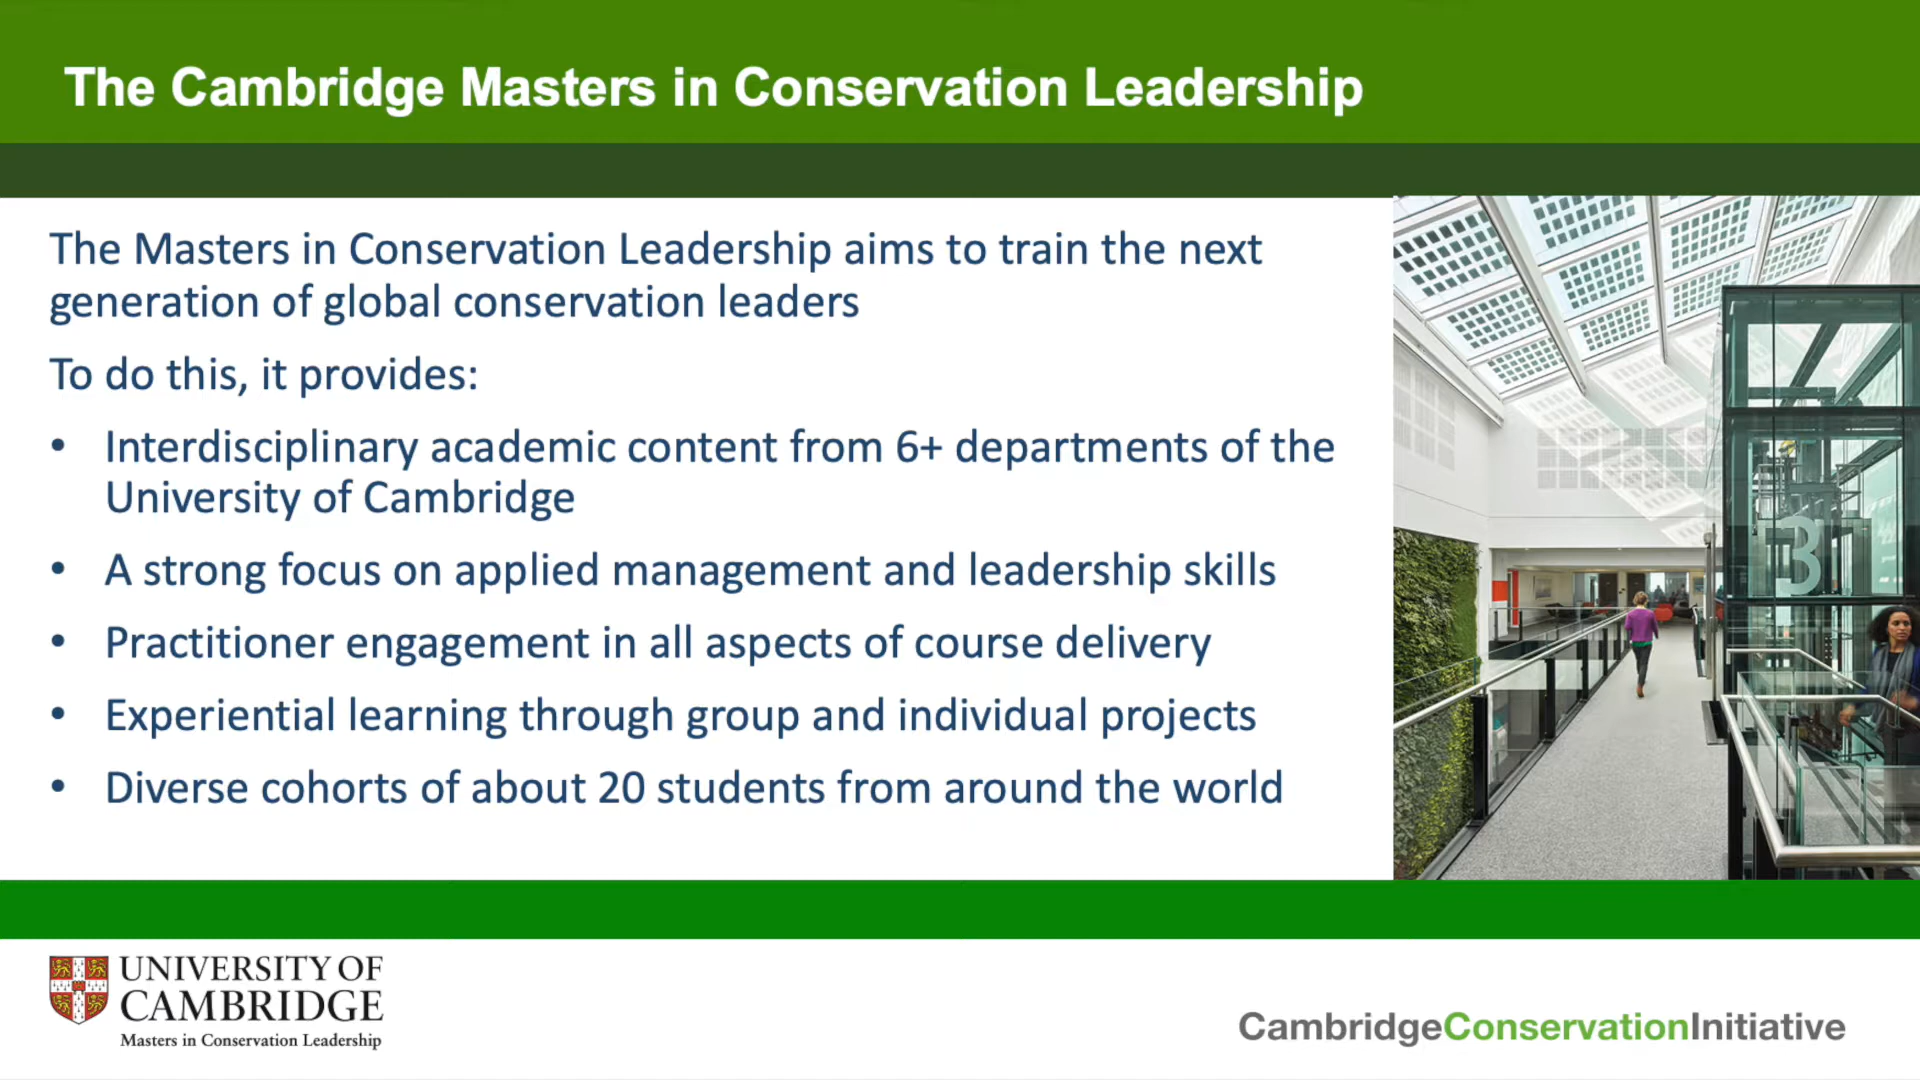 The Cambridge Masters in Conservation Leadership
The Masters in Conservation Leadership aims to train the next
generation of global conservation leaders
To do this, it provides:
• Interdisciplinary academic content from 6+ departments of the
University of Cambridge
• A strong focus on applied management and leadership skills
• Practitioner engagement in all aspects of course delivery
• Experiential learning through group and individual projects
• Diverse cohorts of about 20 students from around the world
3
UNIVERSITY OF
CAMBRIDGE
Masters in Conservation Leadership
CambridgeConservationInitiative